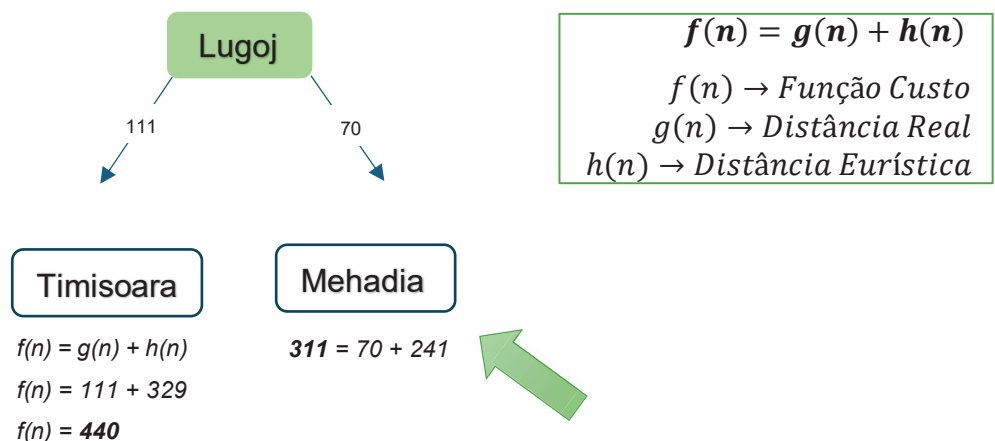 Lugoj
111
70
Timisoara
f(n) = g(n) + h(n)
f(n) = 111 + 329
f(n) = 440
Mehadia
311 = 70 + 241
f(n) = g(n) + h(n)
f(n) → Função Custo
g(n) → Distância Real
h(n) → Distância Eurística